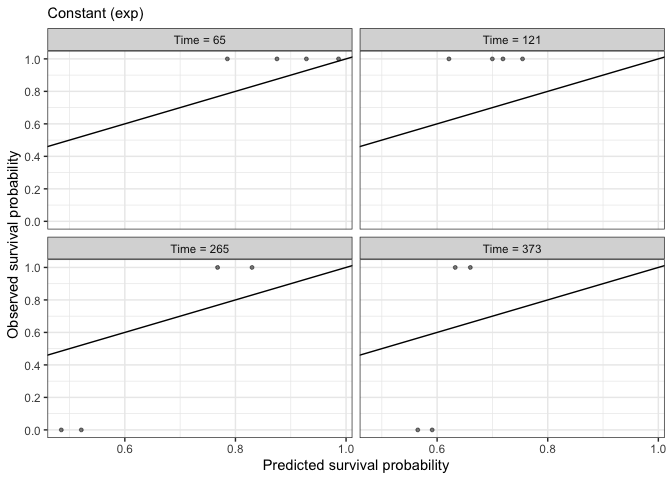 Constant (exp)
Time = 65
Time = 121
1.0
0.8
0.6
0.4
0.2
0.0
Time = 265
Time = 373
1.0
0.8
0.6
0.4
0.2
0.0
0.6
0.8
1.0
0.6
0.8
1.0
Predicted survival probability
Observed survival probability